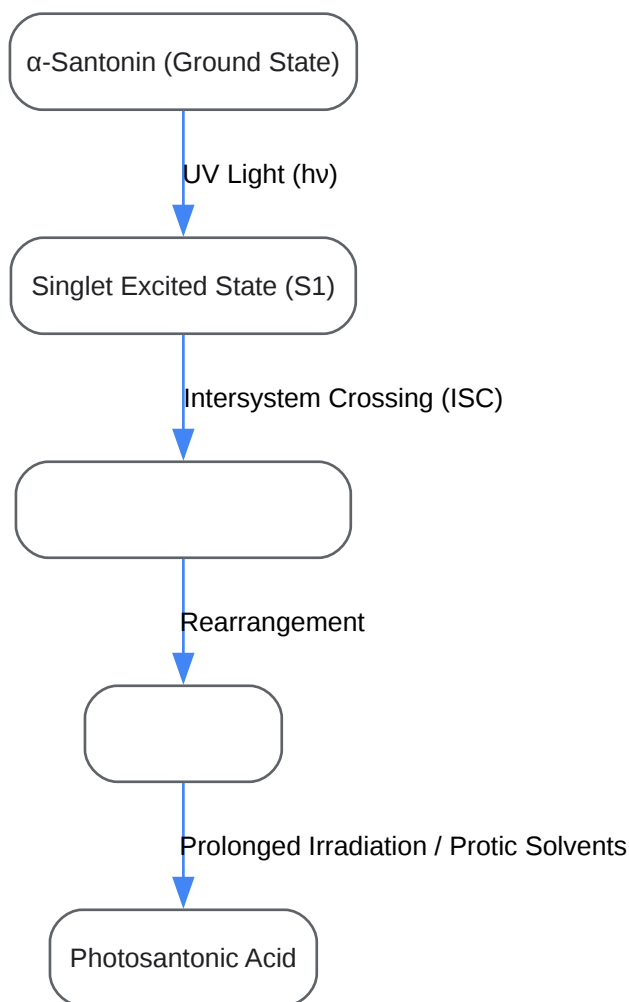 α-Santonin (Ground State)
UV Light (hν)
Singlet Excited State (S1)
Intersystem Crossing (ISC)
Rearrangement
Prolonged Irradiation / Protic Solvents
Photosantonic Acid